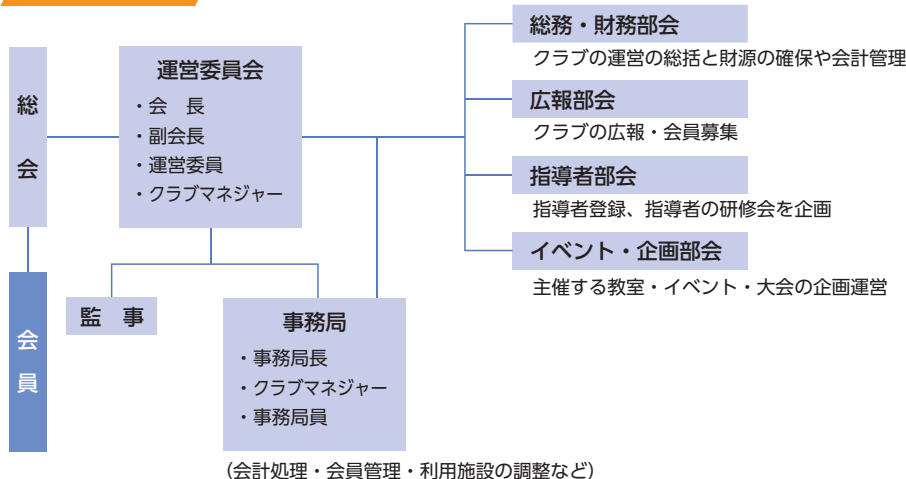 総会
会員
運営委員会
・会　長
・副会長
・運営委員
・クラブマネジャー
監　事
事務局
・事務局長
・クラブマネジャー
・事務局員
（会計処理・会員管理・利用施設の調整など）
総務・財務部会
クラブの運営の総括と財源の確保や会計管理
広報部会
クラブの広報・会員募集
指導者部会
指導者登録、指導者の研修会を企画
イベント・企画部会
主催する教室・イベント・大会の企画運営